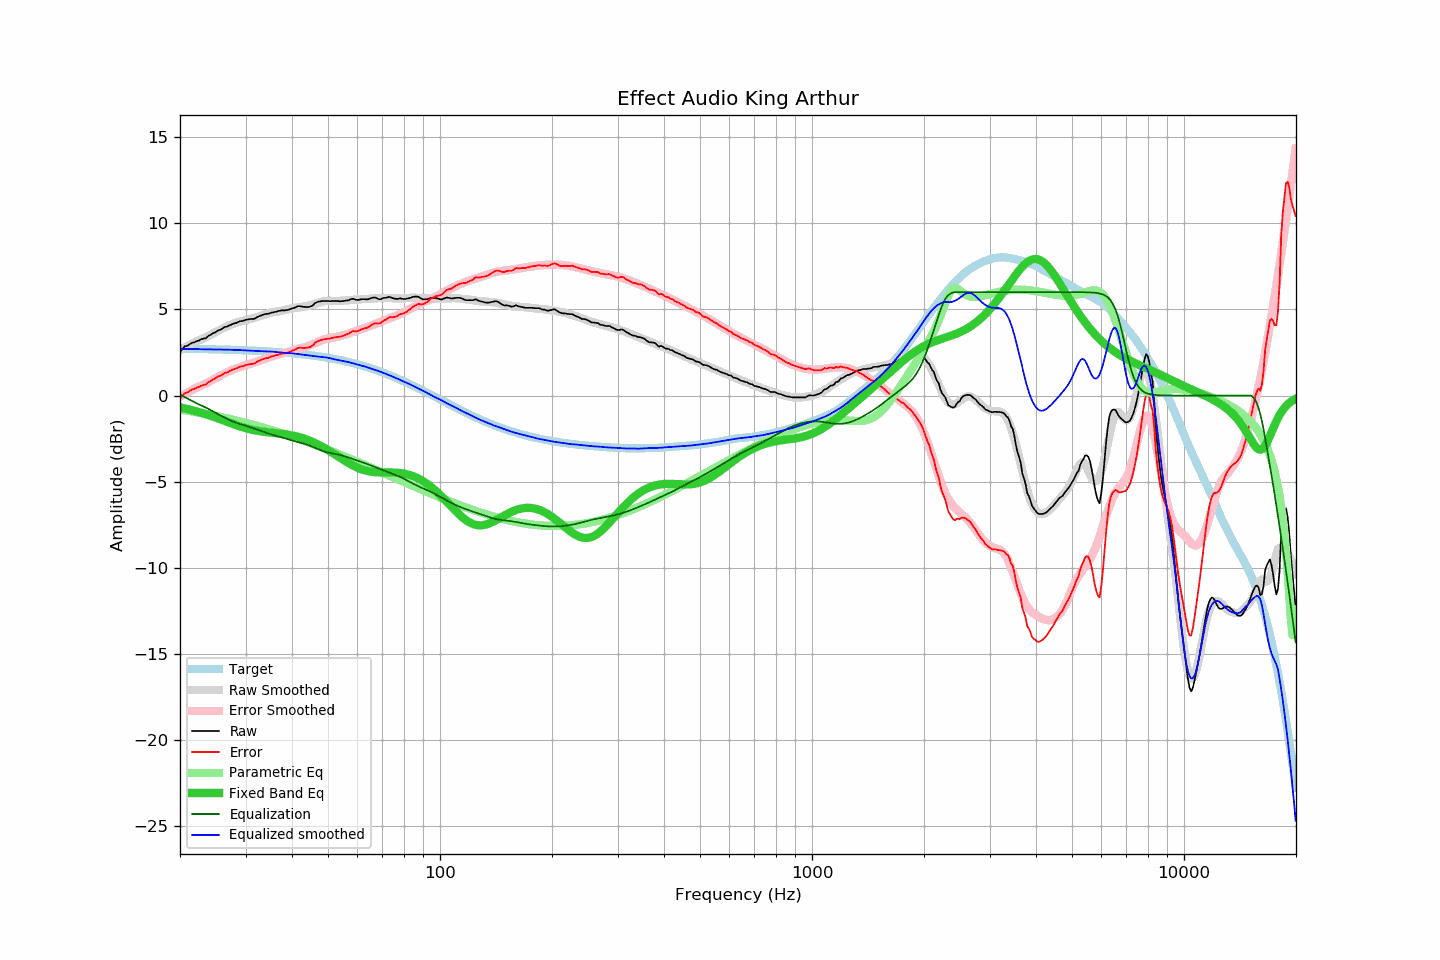 Effect Audio King Arthur
15
10
5
0
−5
−10
−15
−20
−25
Amplitude (dBr)
Target
Raw Smoothed
Error Smoothed
Raw
Error
Parametric Eq
Fixed Band Eq
Equalization
Equalized smoothed
100 1000 10000
Frequency (Hz)